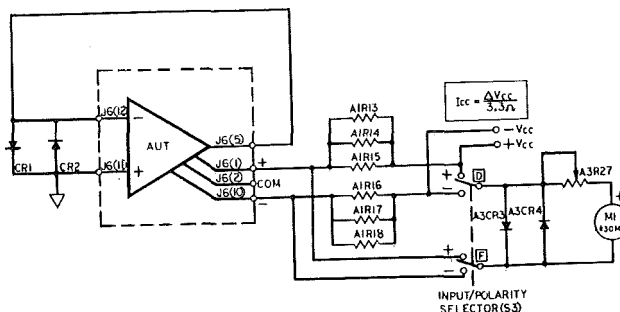 A1R13
A1R14
A1R15
Icc = ΔVcc
3.3Ω
- Vcc
+ Vcc
J6(12)
-
AUT
J6(5)
J6(1)
+
J6(2)
COM
J6(10)
-
J6(11)
+
CR1
CR2
A1R16
A1R17
A1R18
+
-
D
A3R27
A3CR3
A3CR4
+
M1
+
-
F
INPUT/POLARITY
SELECTOR(S3)